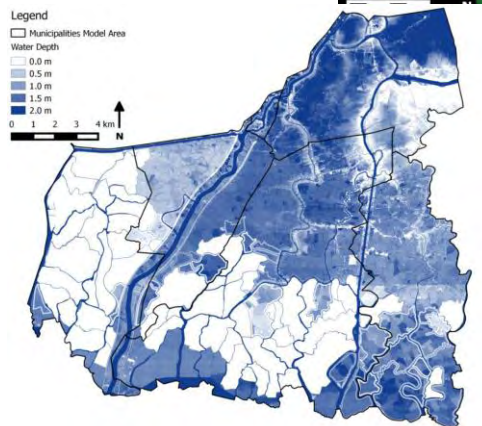 Legend
Municipalities Model Area
Water Depth
0.0 m
0.5 m
1.0 m
1.5 m
2.0 m
0 1 2 3 4 km
N